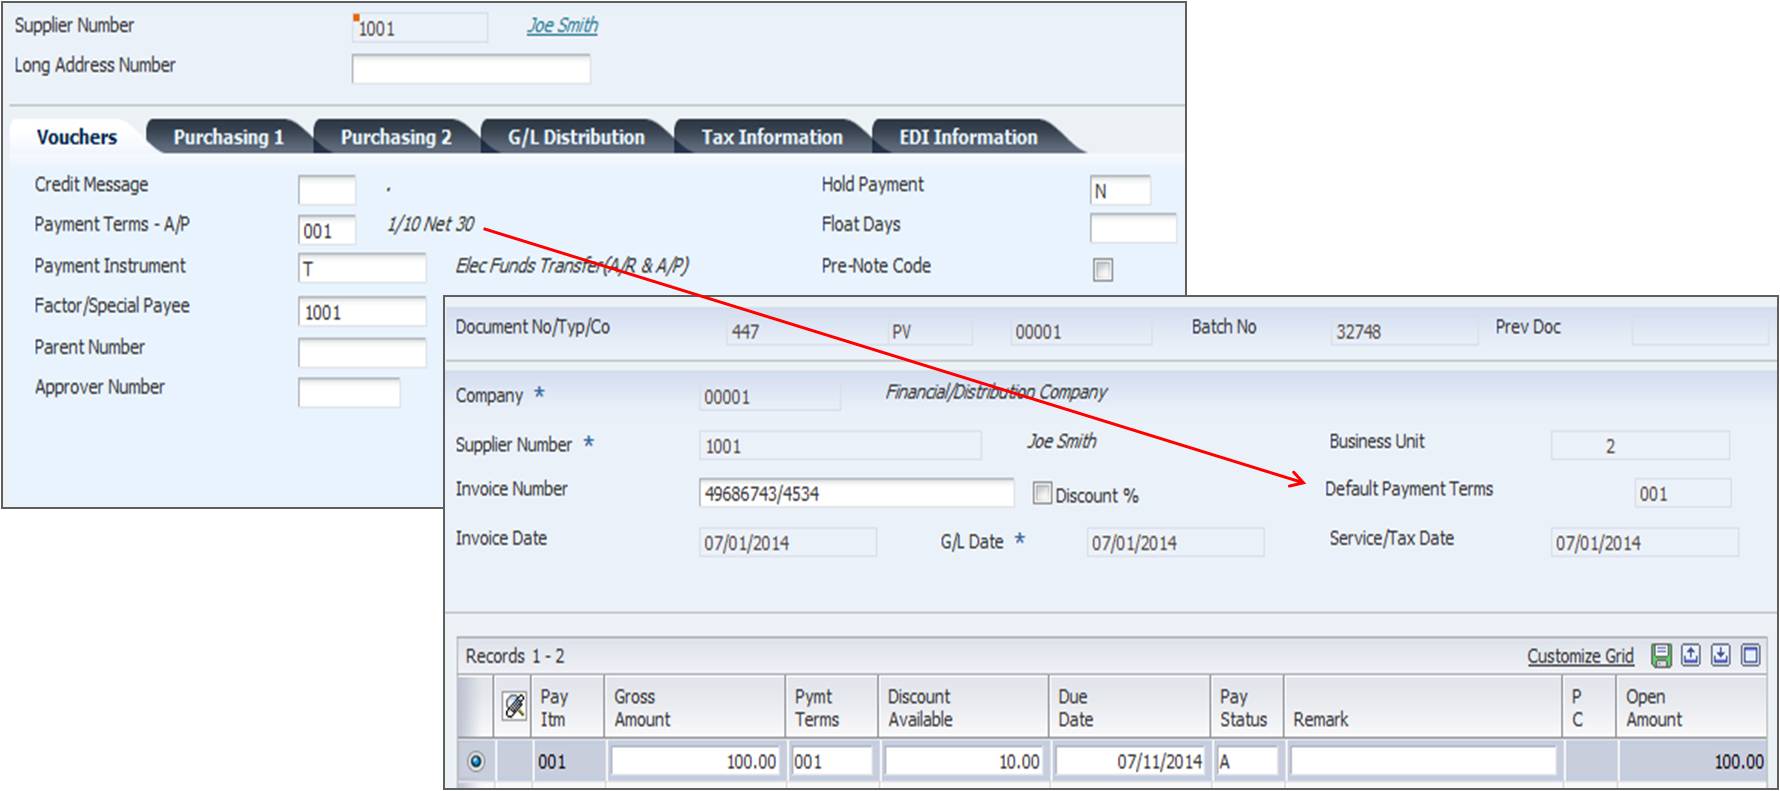 Supplier Number 1001 Joe Smith
Long Address Number
Vouchers Purchasing 1 Purchasing 2 G/L Distribution Tax Information EDI Information
Credit Message . Hold Payment N
Payment Terms - A/P 001 1/10 Net 30 Float Days
Payment Instrument T Elec Funds Transfer(A/R & A/P) Pre-Note Code
Factor/Special Payee 1001
Parent Number
Approver Number
Document No/Typ/Co 447 PV 00001 Batch No 32748 Prev Doc
Company * 00001 Financial/Distribution Company
Supplier Number * 1001 Joe Smith Business Unit 2
Invoice Number 49686743/4534 Discount % Default Payment Terms 001
Invoice Date 07/01/2014 G/L Date * 07/01/2014 Service/Tax Date 07/01/2014
Records 1 - 2 Customize Grid
Pay Gross Pymt Discount Due Pay P Open
Itm Amount Terms Available Date Status Remark C Amount
001 100.00 001 10.00 07/11/2014 A 100.00